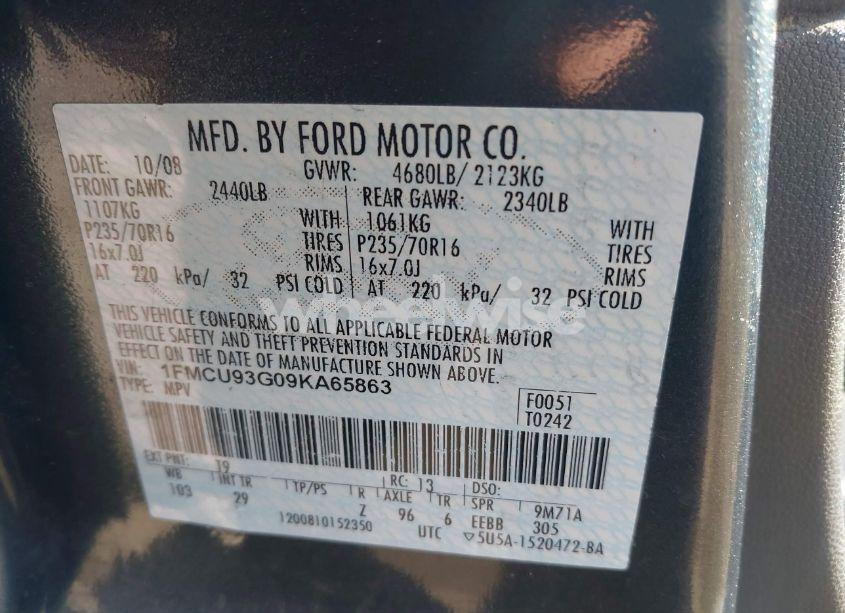 MFD. BY FORD MOTOR CO.
DATE: 10/08 GVWR: 4680LB/ 2123KG
FRONT GAWR: 2440LB REAR GAWR: 2340LB
1107KG WITH 1061KG WITH
P235/70R16 TIRES P235/70R16 TIRES
16x7.0J RIMS 16x7.0J RIMS
AT 220 kPa/ 32 PSI COLD AT 220 kPa/ 32 PSI COLD
wheelwise
THIS VEHICLE CONFORMS TO ALL APPLICABLE FEDERAL MOTOR
VEHICLE SAFETY AND THEFT PREVENTION STANDARDS IN
EFFECT ON THE DATE OF MANUFACTURE SHOWN ABOVE.
VIN: 1FMCU93G09KA65863
TYPE: MPV
F0051
T0242
EXT PNT: T9 RC: 13 DSO:
WB INT TR TP/PS R AXLE TR SPR 9M71A
103 29 Z 96 6 EEBB 305
1200810152350 UTC ▽5U5A-1520472-BA